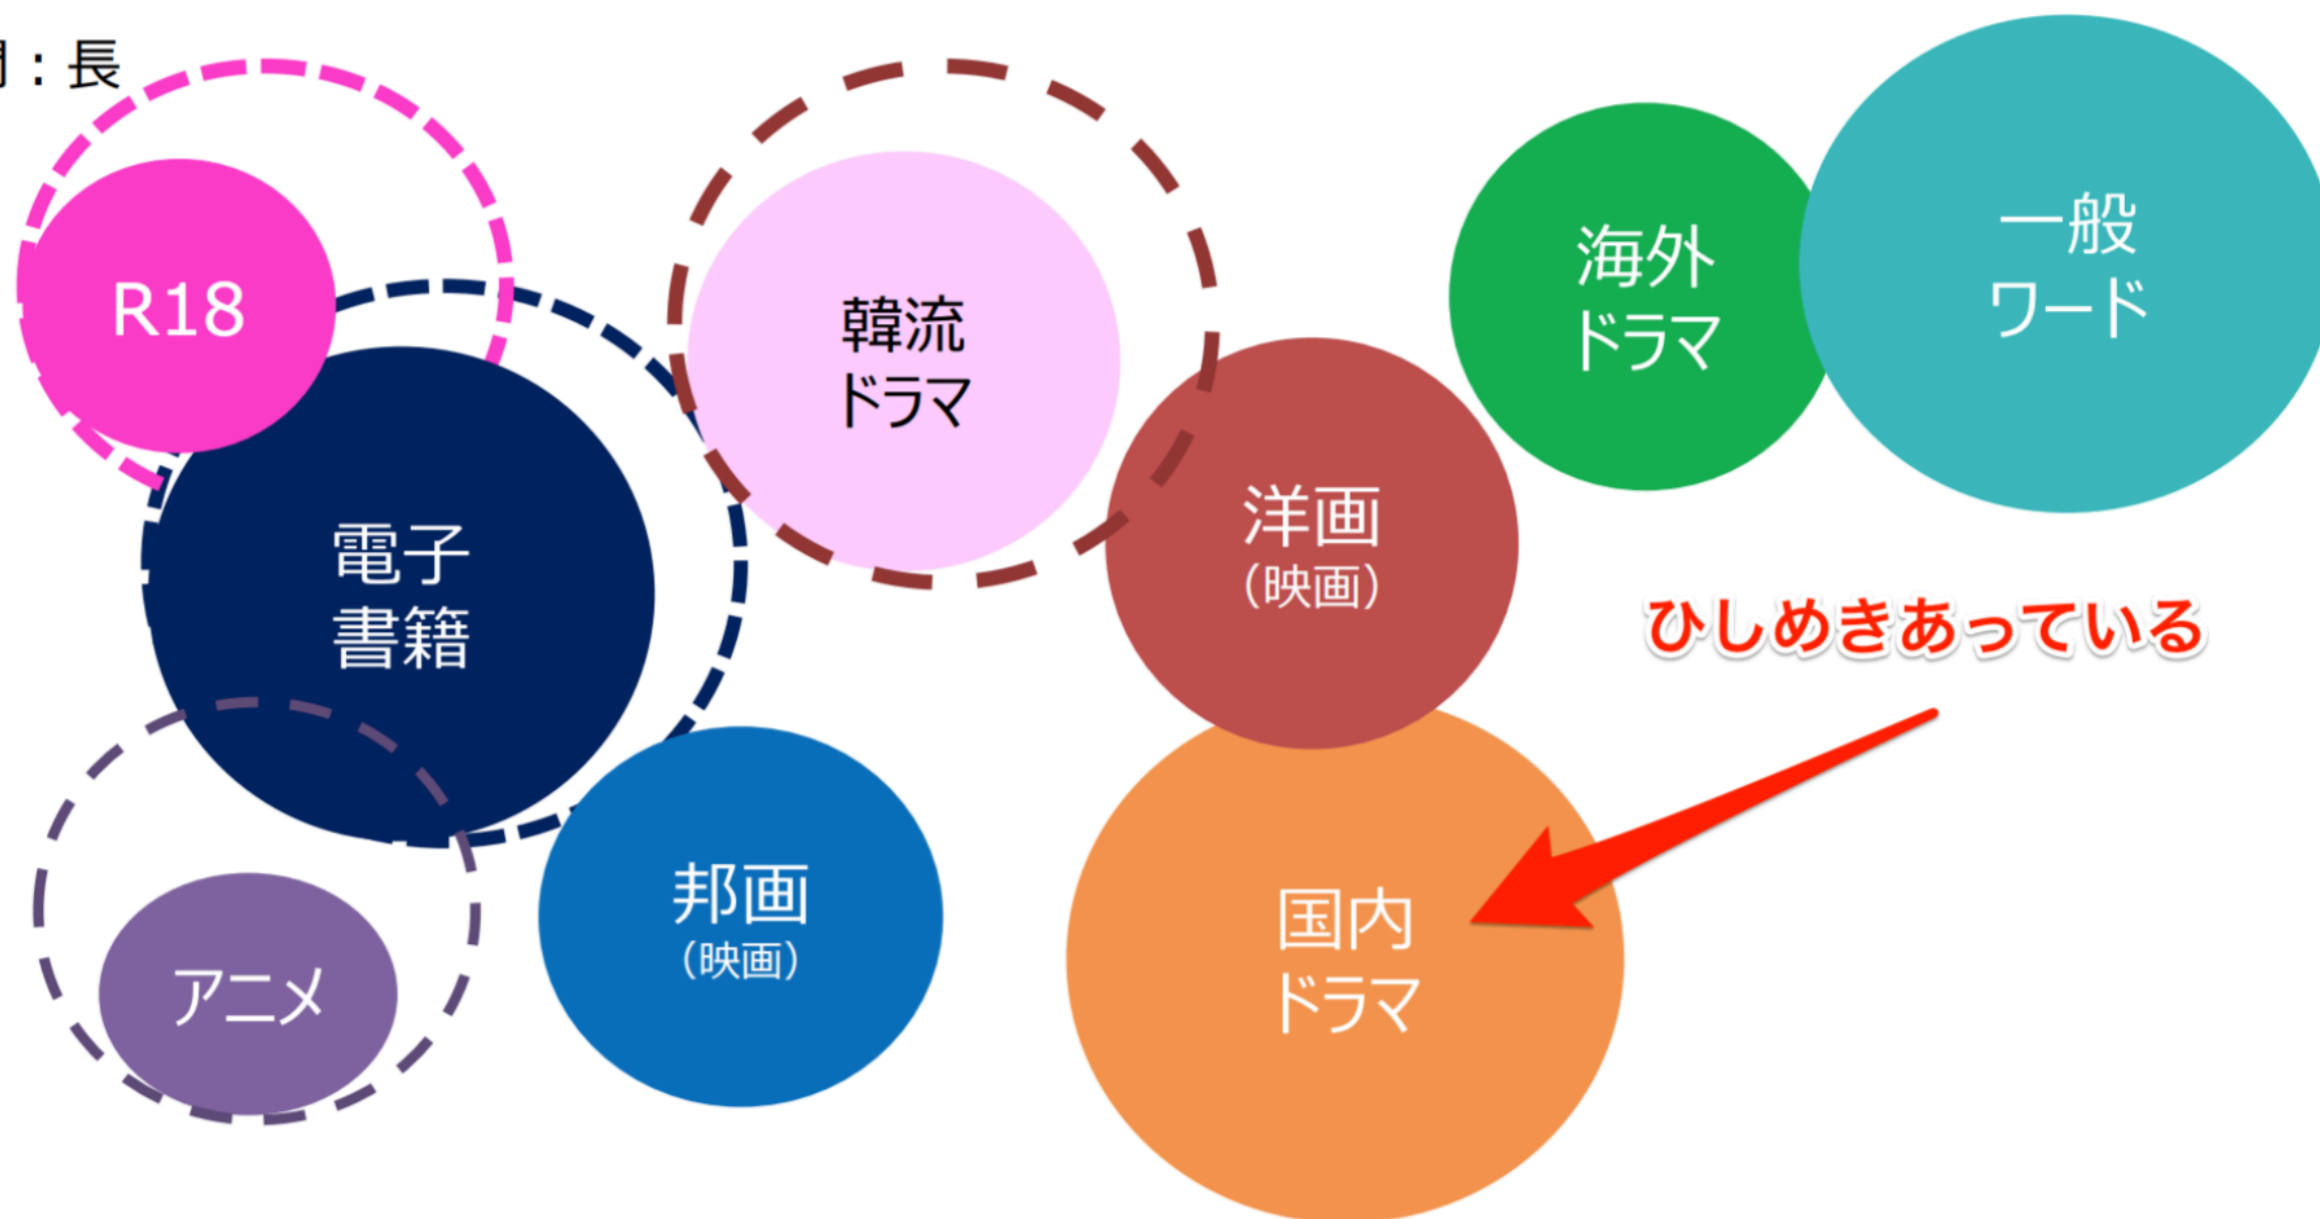 ：長
R18
韓流
ドラマ
海外
ドラマ
一般
ワード
電子
書籍
洋画
（映画）
ひしめきあっている
邦画
（映画）
国内
ドラマ
アニメ